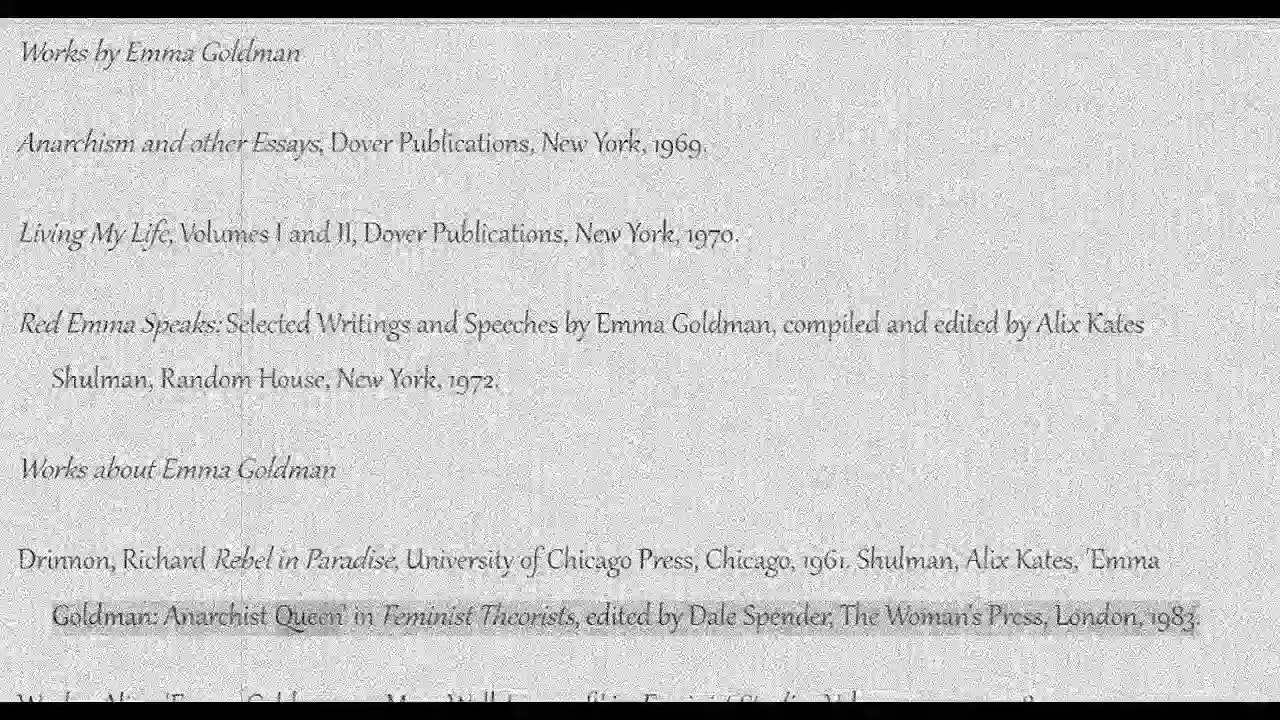 Works by Emma Goldman
Anarchism and other Essays, Dover Publications, New York, 1969.
Living My Life, Volumes I and II, Dover Publications, New York, 1970.
Red Emma Speaks: Selected Writings and Speeches by Emma Goldman, compiled and edited by Alix Kates
Shulman, Random House, New York, 1972.
Works about Emma Goldman
Drinnon, Richard Rebel in Paradise, University of Chicago Press, Chicago, 1961. Shulman, Alix Kates, 'Emma
Goldman: Anarchist Queen' in Feminist Theorists, edited by Dale Spender, The Woman's Press, London, 1983.